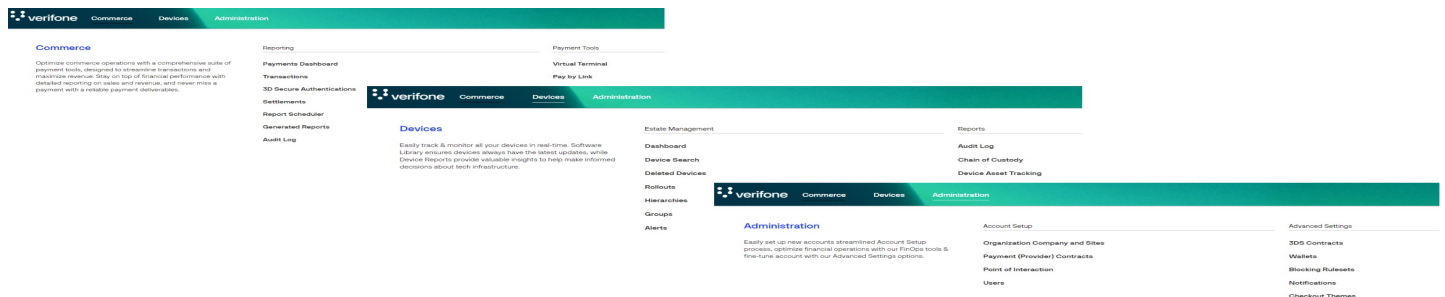 verifone Commerce Devices Administration
Commerce
Optimize commerce operations with a comprehensive suite of
payment tools, designed to streamline transactions and
maximize revenue. Stay on top of financial performance with
detailed reporting on sales and revenue, and never miss a
payment with a reliable payment deliverables.
Reporting
Payments Dashboard
Transactions
3D Secure Authentications
Settlements
Report Scheduler
Generated Reports
Audit Log
Payment Tools
Virtual Terminal
Pay by Link
verifone Commerce Devices Administration
Devices
Easily track & monitor all your devices in real-time. Software
Library ensures devices always have the latest updates, while
Device Reports provide valuable insights to help make informed
decisions about tech infrastructure.
Estate Management
Dashboard
Device Search
Deleted Devices
Rollouts
Hierarchies
Groups
Alerts
Reports
Audit Log
Chain of Custody
Device Asset Tracking
verifone Commerce Devices Administration
Administration
Easily set up new accounts streamlined Account Setup
process, optimize financial operations with our FinOps tools &
fine-tune account with our Advanced Settings options.
Account Setup
Organization Company and Sites
Payment (Provider) Contracts
Point of Interaction
Users
Advanced Settings
3DS Contracts
Wallets
Blocking Rulesets
Notifications
Checkout Themes